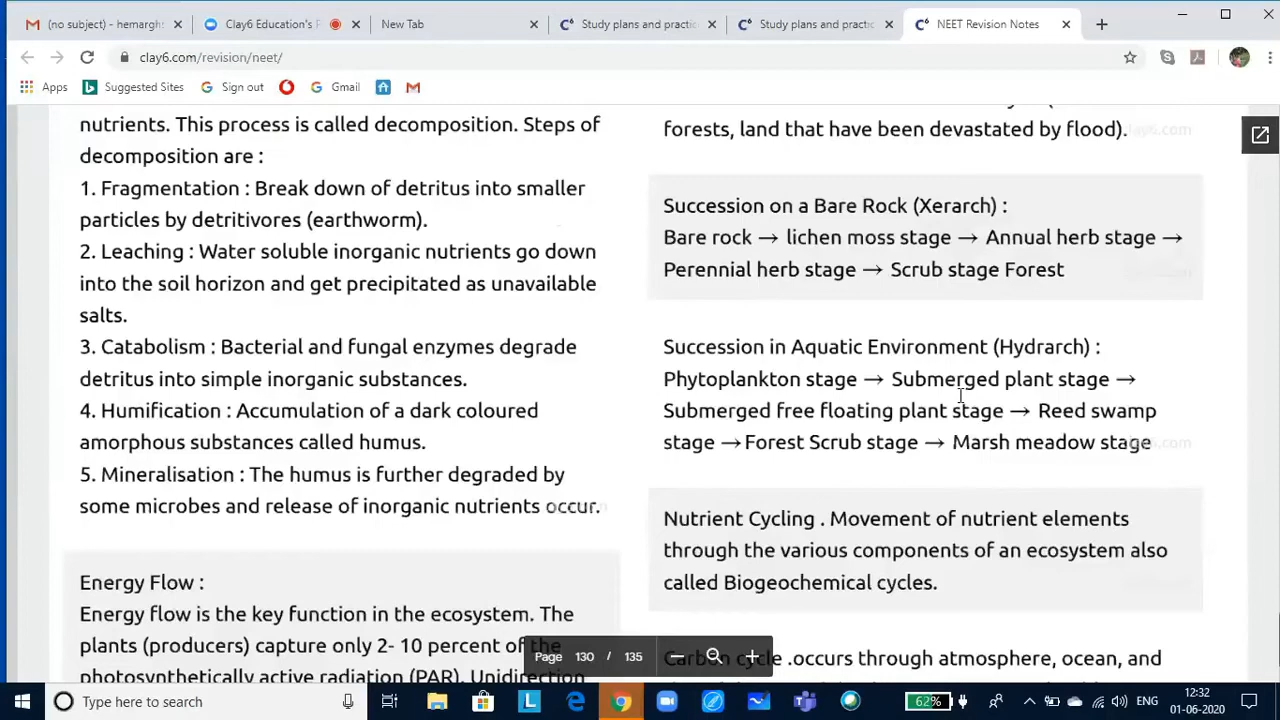 (no subject) - hemargh
Clay6 Education's P
New Tab
Study plans and practic
Study plans and practic
NEET Revision Notes
clay6.com/revision/neet/
Apps
Suggested Sites
Sign out
Gmail
nutrients. This process is called decomposition. Steps of
decomposition are :
1. Fragmentation : Break down of detritus into smaller
particles by detritivores (earthworm).
2. Leaching : Water soluble inorganic nutrients go down
into the soil horizon and get precipitated as unavailable
salts.
3. Catabolism : Bacterial and fungal enzymes degrade
detritus into simple inorganic substances.
4. Humification : Accumulation of a dark coloured
amorphous substances called humus.
5. Mineralisation : The humus is further degraded by
some microbes and release of inorganic nutrients occur.
Energy Flow :
Energy flow is the key function in the ecosystem. The
plants (producers) capture only 2- 10 percent of the
photosynthetically active radiation (PAR). Unidirection
forests, land that have been devastated by flood).
clay6.com
Succession on a Bare Rock (Xerarch) :
Bare rock → lichen moss stage → Annual herb stage →
Perennial herb stage → Scrub stage Forest
Succession in Aquatic Environment (Hydrarch) :
Phytoplankton stage → Submerged plant stage →
Submerged free floating plant stage → Reed swamp
stage →Forest Scrub stage → Marsh meadow stage
clay6.com
Nutrient Cycling . Movement of nutrient elements
through the various components of an ecosystem also
called Biogeochemical cycles.
Carbon cycle .occurs through atmosphere, ocean, and
Page 130 / 135
Type here to search
62%
ENG
12:32
01-06-2020